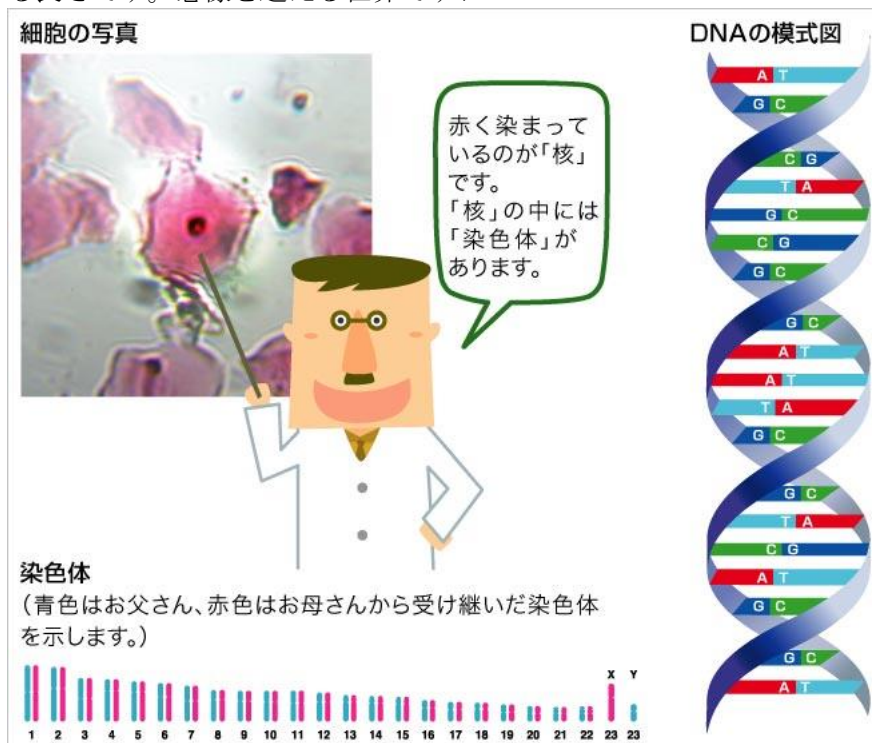 細胞の写真
赤く染まって
いるのが「核」
です。
「核」の中には
「染色体」が
あります。
染色体
(青色はお父さん、赤色はお母さんから受け継いだ染色体
を示します。)
X Y
1 2 3 4 5 6 7 8 9 10 11 12 13 14 15 16 17 18 19 20 21 22 23 23
DNAの模式図
A T
G C
C G
T A
G C
C G
G C
G C
A T
A T
T A
G C
G C
T A
C G
A T
G C
G C
A T